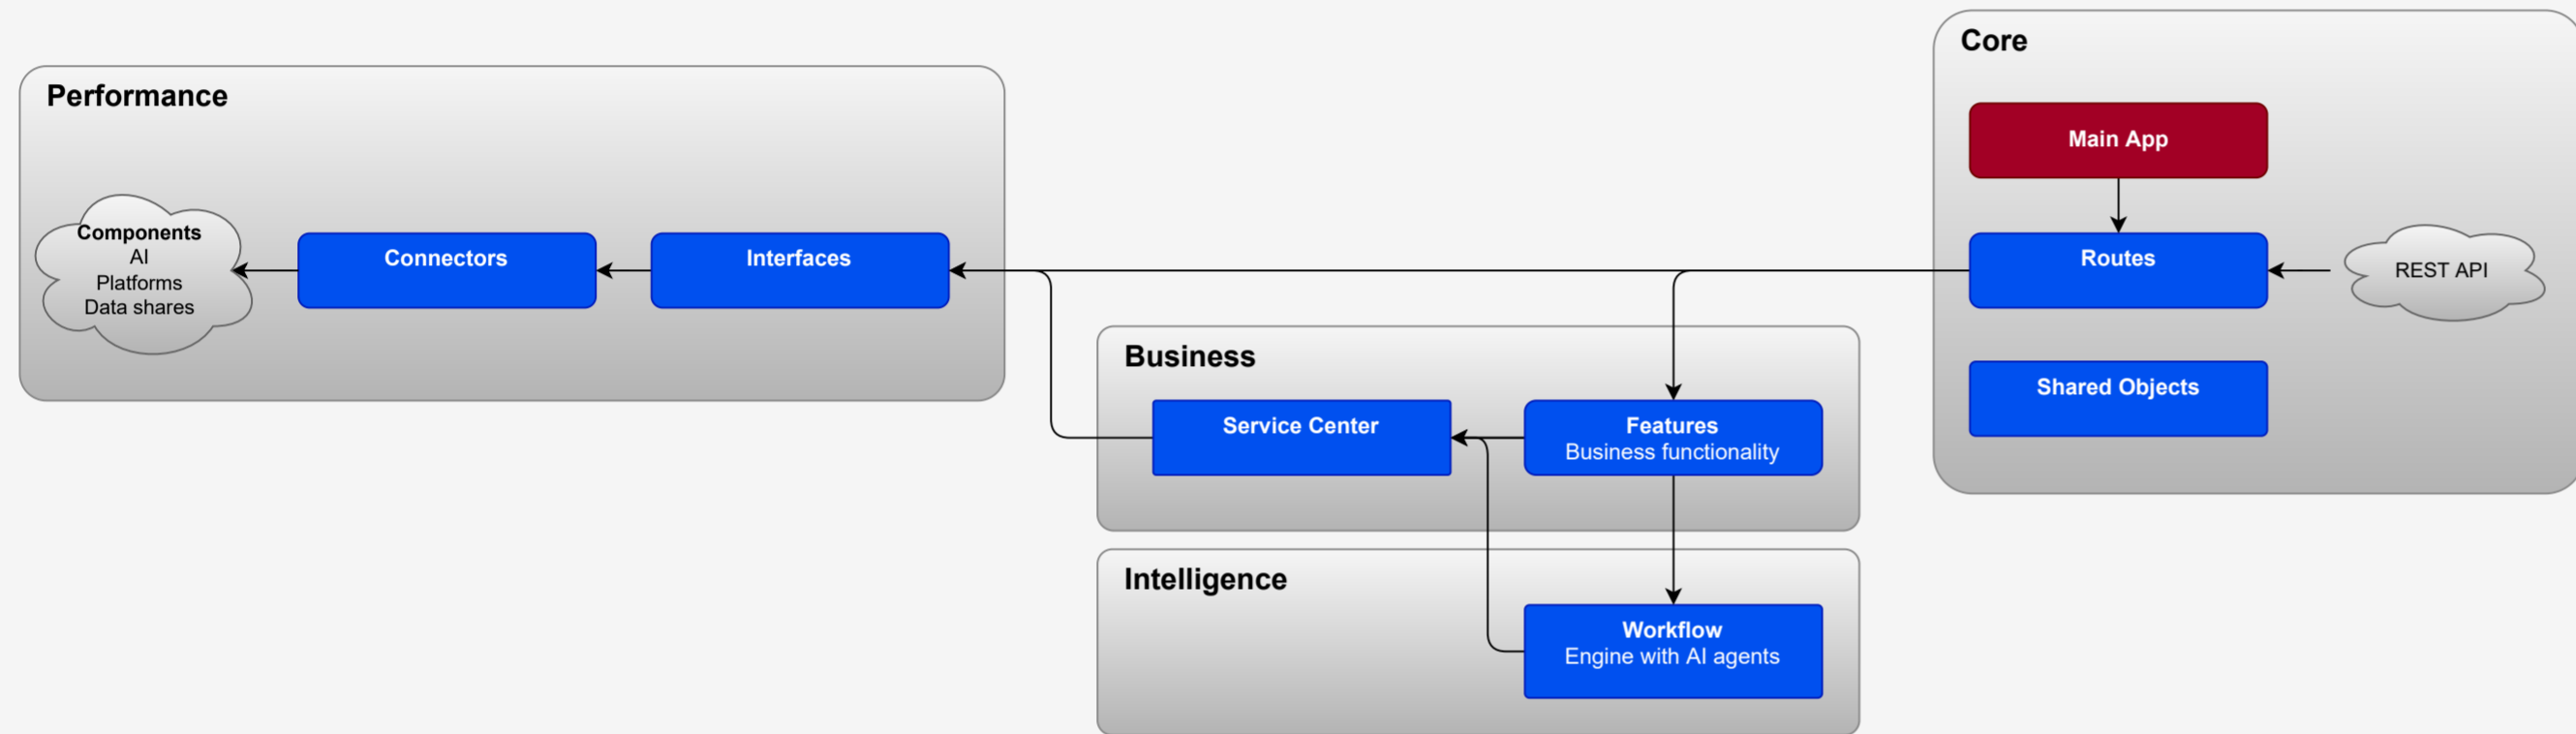 Core
Performance
Main App
Components
AI
Platforms
Data shares
Connectors
Interfaces
Routes
REST API
Business
Shared Objects
Service Center
Features
Business functionality
Intelligence
Workflow
Engine with AI agents